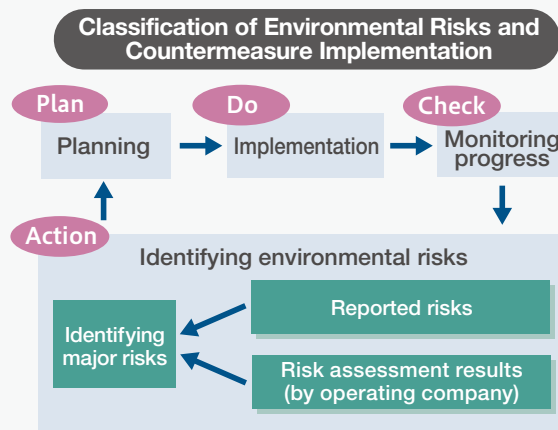 Classification of Environmental Risks and
Countermeasure Implementation
Plan
Planning
Do
Implementation
Check
Monitoring
progress
Action
Identifying environmental risks
Identifying
major risks
Reported risks
Risk assessment results
(by operating company)